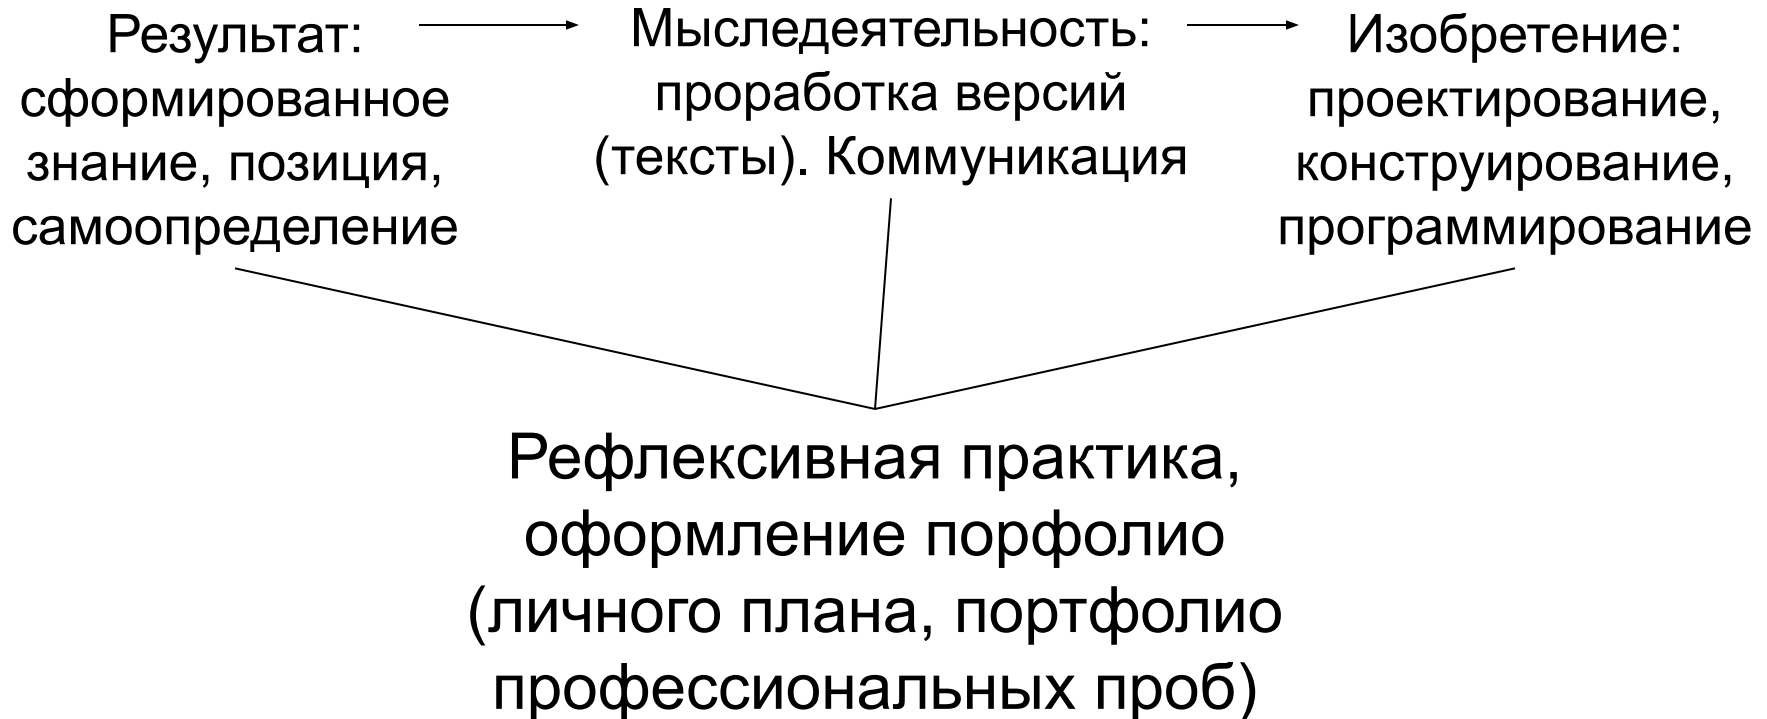 Результат:
сформированное
знание, позиция,
самоопределение
Мыследеятельность:
проработка версий
(тексты). Коммуникация
Изобретение:
проектирование,
конструирование,
программирование
Рефлексивная практика,
оформление порфолио
(личного плана, портфолио
профессиональных проб)